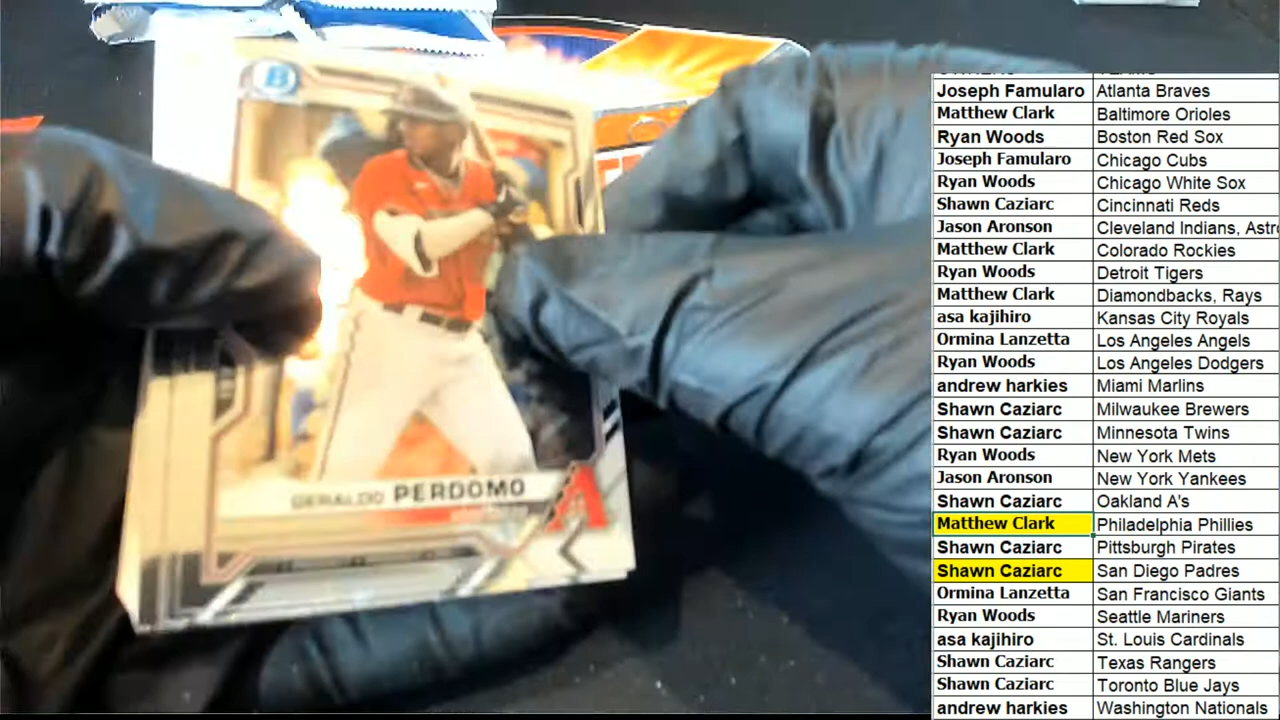 B
GERALDO PERDOMO
A
Joseph Famularo Atlanta Braves
Matthew Clark Baltimore Orioles
Ryan Woods Boston Red Sox
Joseph Famularo Chicago Cubs
Ryan Woods Chicago White Sox
Shawn Caziarc Cincinnati Reds
Jason Aronson Cleveland Indians, Astro
Matthew Clark Colorado Rockies
Ryan Woods Detroit Tigers
Matthew Clark Diamondbacks, Rays
asa kajihiro Kansas City Royals
Ormina Lanzetta Los Angeles Angels
Ryan Woods Los Angeles Dodgers
andrew harkies Miami Marlins
Shawn Caziarc Milwaukee Brewers
Shawn Caziarc Minnesota Twins
Ryan Woods New York Mets
Jason Aronson New York Yankees
Shawn Caziarc Oakland A's
Matthew Clark Philadelphia Phillies
Shawn Caziarc Pittsburgh Pirates
Shawn Caziarc San Diego Padres
Ormina Lanzetta San Francisco Giants
Ryan Woods Seattle Mariners
asa kajihiro St. Louis Cardinals
Shawn Caziarc Texas Rangers
Shawn Caziarc Toronto Blue Jays
andrew harkies Washington Nationals